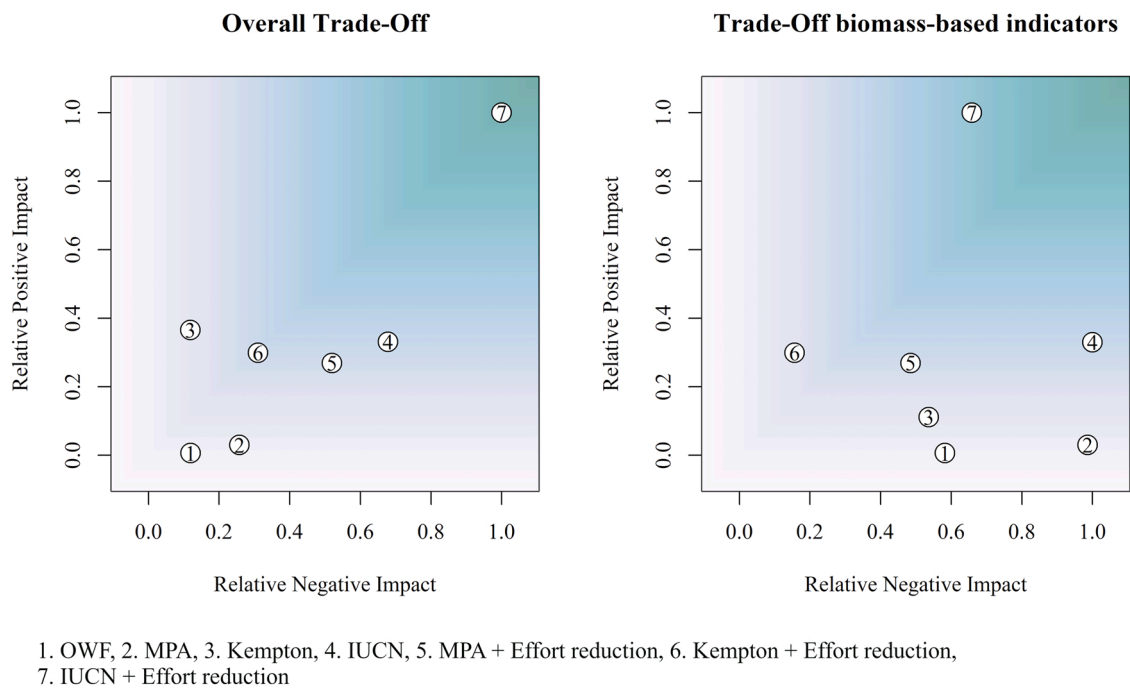 Overall Trade-Off
Relative Positive Impact
1.0
0.8
0.6
0.4
0.2
0.0
7
3
6
5
4
1
2
0.0 0.2 0.4 0.6 0.8 1.0
Relative Negative Impact
Trade-Off biomass-based indicators
Relative Positive Impact
1.0
0.8
0.6
0.4
0.2
0.0
7
6
5
4
3
1
2
0.0 0.2 0.4 0.6 0.8 1.0
Relative Negative Impact
1. OWF, 2. MPA, 3. Kempton, 4. IUCN, 5. MPA + Effort reduction, 6. Kempton + Effort reduction,
7. IUCN + Effort reduction